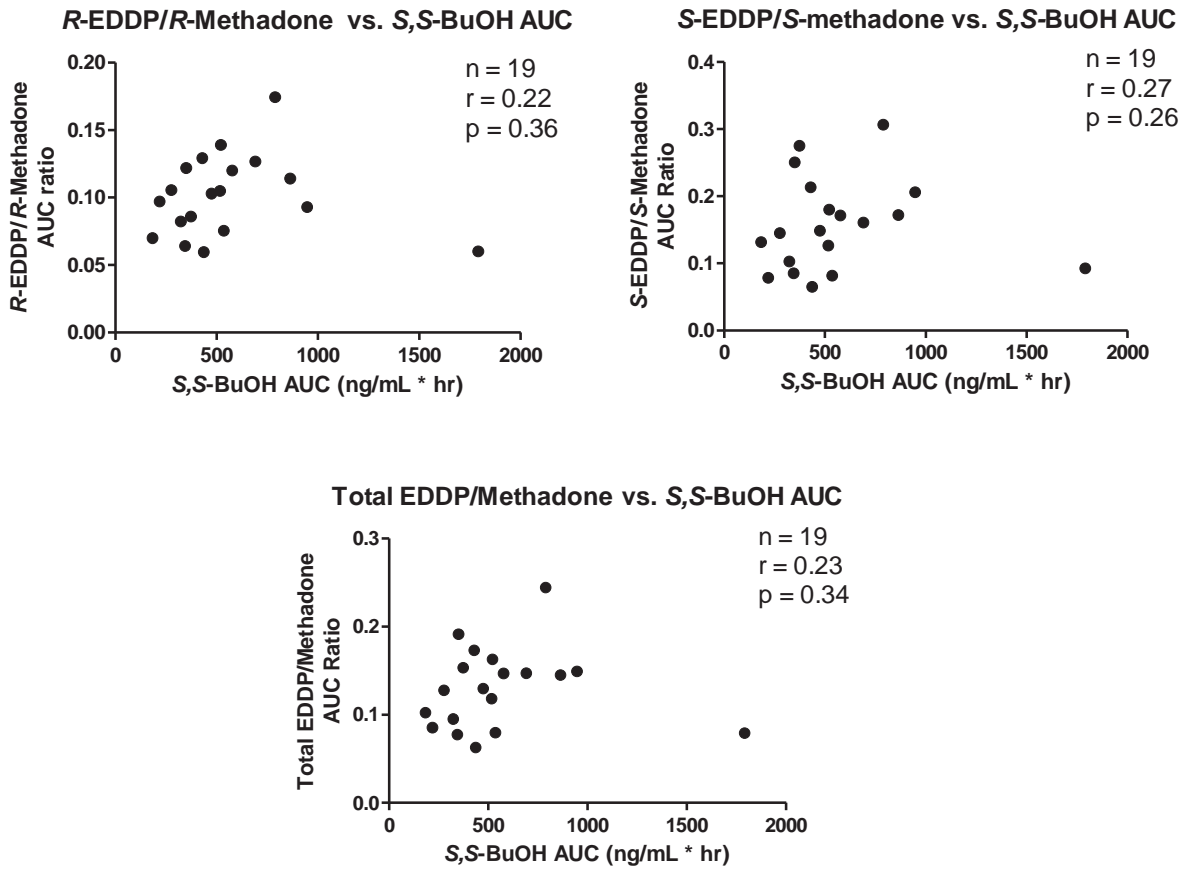 R-EDDP/R-Methadone vs. S,S-BuOH AUC
n = 19
r = 0.22
p = 0.36
R-EDDP/R-Methadone
AUC ratio
0.20
0.15
0.10
0.05
0.00
0 500 1000 1500 2000
S,S-BuOH AUC (ng/mL * hr)
S-EDDP/S-methadone vs. S,S-BuOH AUC
n = 19
r = 0.27
p = 0.26
S-EDDP/S-Methadone
AUC Ratio
0.4
0.3
0.2
0.1
0.0
0 500 1000 1500 2000
S,S-BuOH AUC (ng/mL * hr)
Total EDDP/Methadone vs. S,S-BuOH AUC
n = 19
r = 0.23
p = 0.34
Total EDDP/Methadone
AUC Ratio
0.3
0.2
0.1
0.0
0 500 1000 1500 2000
S,S-BuOH AUC (ng/mL * hr)